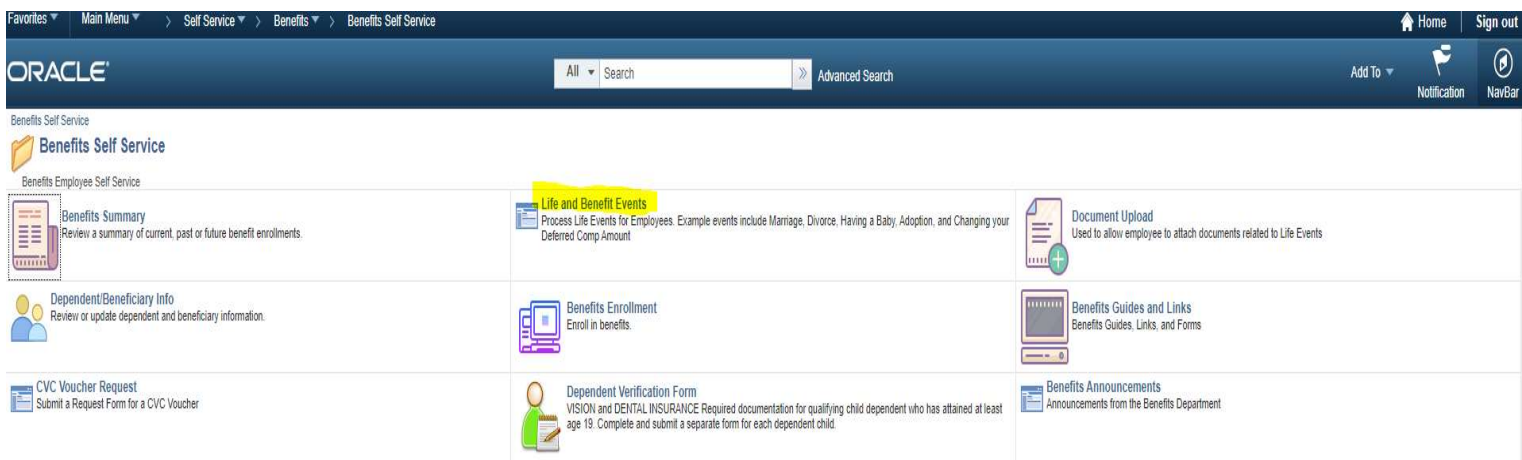 Favorites Main Menu > Self Service > Benefits > Benefits Self Service Home Sign out
ORACLE All Search » Advanced Search Add To Notification NavBar
Benefits Self Service
Benefits Self Service
Benefits Employee Self Service
Benefits Summary
Review a summary of current, past or future benefit enrollments.
Life and Benefit Events
Process Life Events for Employees. Example events include Marriage, Divorce, Having a Baby, Adoption, and Changing your
Deferred Comp Amount
Document Upload
Used to allow employee to attach documents related to Life Events
Dependent/Beneficiary Info
Review or update dependent and beneficiary information.
Benefits Enrollment
Enroll in benefits.
Benefits Guides and Links
Benefits Guides, Links, and Forms
CVC Voucher Request
Submit a Request Form for a CVC Voucher
Dependent Verification Form
VISION and DENTAL INSURANCE Required documentation for qualifying child dependent who has attained at least
age 19. Complete and submit a separate form for each dependent child.
Benefits Announcements
Announcements from the Benefits Department